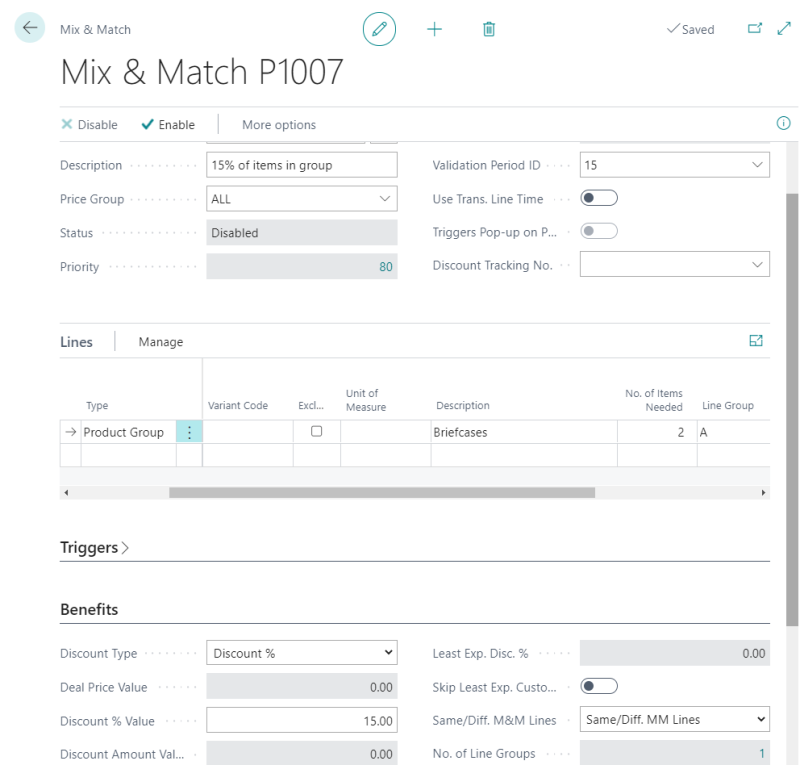 Mix & Match
Saved
Mix & Match P1007
Disable
Enable
More options
Description
15% of items in group
Validation Period ID
15
Price Group
ALL
Use Trans. Line Time
Status
Disabled
Triggers Pop-up on P...
Priority
80
Discount Tracking No.
Lines
Manage
Type
Variant Code
Excl...
Unit of
Measure
Description
No. of Items
Needed
Line Group
Product Group
Briefcases
2
A
Triggers
Benefits
Discount Type
Discount %
Least Exp. Disc. %
0.00
Deal Price Value
0.00
Skip Least Exp. Custo...
Discount % Value
15.00
Same/Diff. M&M Lines
Same/Diff. MM Lines
Discount Amount Val...
0.00
No. of Line Groups
1